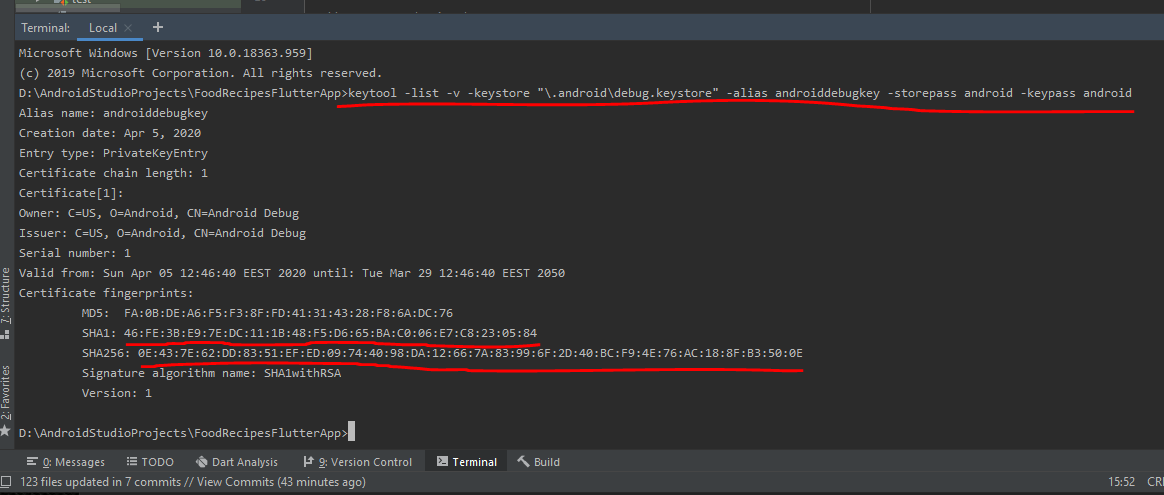 test
Terminal: Local × +
Microsoft Windows [Version 10.0.18363.959]
(c) 2019 Microsoft Corporation. All rights reserved.
D:\AndroidStudioProjects\FoodRecipesFlutterApp>keytool -list -v -keystore "\.android\debug.keystore" -alias androiddebugkey -storepass android -keypass android
Alias name: androiddebugkey
Creation date: Apr 5, 2020
Entry type: PrivateKeyEntry
Certificate chain length: 1
Certificate[1]:
Owner: C=US, O=Android, CN=Android Debug
Issuer: C=US, O=Android, CN=Android Debug
Serial number: 1
Valid from: Sun Apr 05 12:46:40 EEST 2020 until: Tue Mar 29 12:46:40 EEST 2050
Certificate fingerprints:
MD5: FA:0B:DE:A6:F5:F3:8F:FD:41:31:43:28:F8:6A:DC:76
SHA1: 46:FE:3B:E9:7E:DC:11:1B:48:F5:D6:65:BA:C0:06:E7:C8:23:05:84
SHA256: 0E:43:7E:62:DD:83:51:EF:ED:09:74:40:98:DA:12:66:7A:83:99:6F:2D:40:BC:F9:4E:76:AC:18:8F:B3:50:0E
Signature algorithm name: SHA1withRSA
Version: 1
D:\AndroidStudioProjects\FoodRecipesFlutterApp>
7: Structure
2: Favorites
0: Messages TODO Dart Analysis 9: Version Control Terminal Build
123 files updated in 7 commits // View Commits (43 minutes ago) 15:52 CR